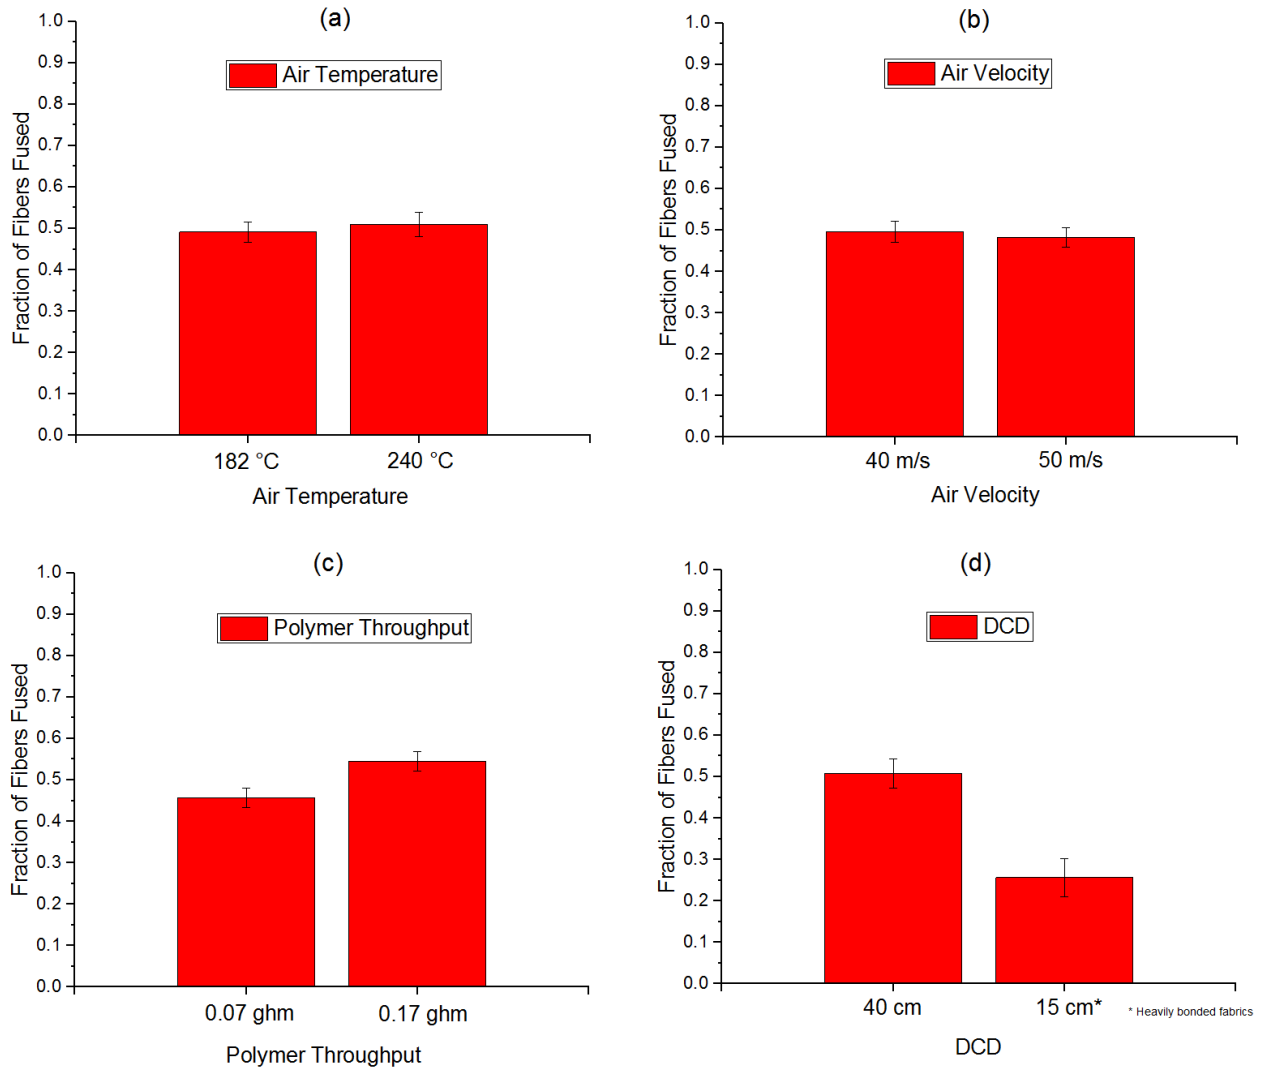 (a)
Air Temperature
Fraction of Fibers Fused
1.0
0.9
0.8
0.7
0.6
0.5
0.4
0.3
0.2
0.1
0.0
182 °C 240 °C
Air Temperature
(b)
Air Velocity
Fraction of Fibers Fused
1.0
0.9
0.8
0.7
0.6
0.5
0.4
0.3
0.2
0.1
0.0
40 m/s 50 m/s
Air Velocity
(c)
Polymer Throughput
Fraction of Fibers Fused
1.0
0.9
0.8
0.7
0.6
0.5
0.4
0.3
0.2
0.1
0.0
0.07 ghm 0.17 ghm
Polymer Throughput
(d)
DCD
Fraction of Fibers Fused
1.0
0.9
0.8
0.7
0.6
0.5
0.4
0.3
0.2
0.1
0.0
40 cm 15 cm*
* Heavily bonded fabrics
DCD